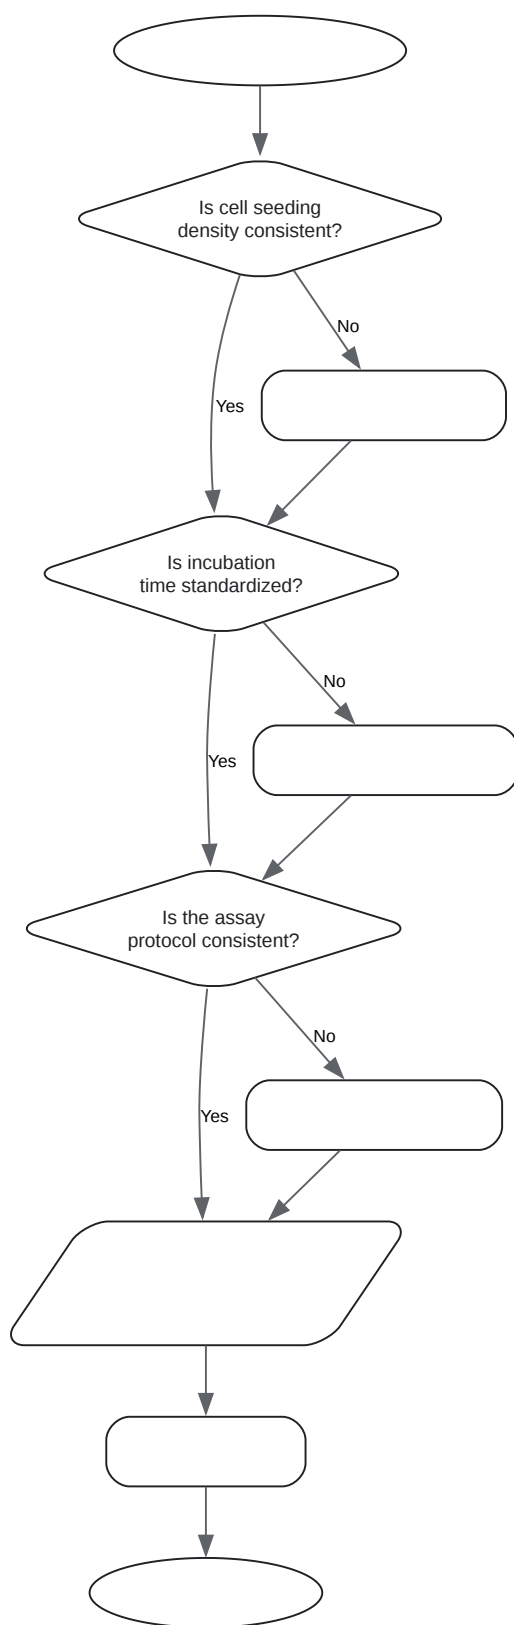 Is cell seeding
density consistent?
No
Yes
Is incubation
time standardized?
No
Yes
Is the assay
protocol consistent?
No
Yes